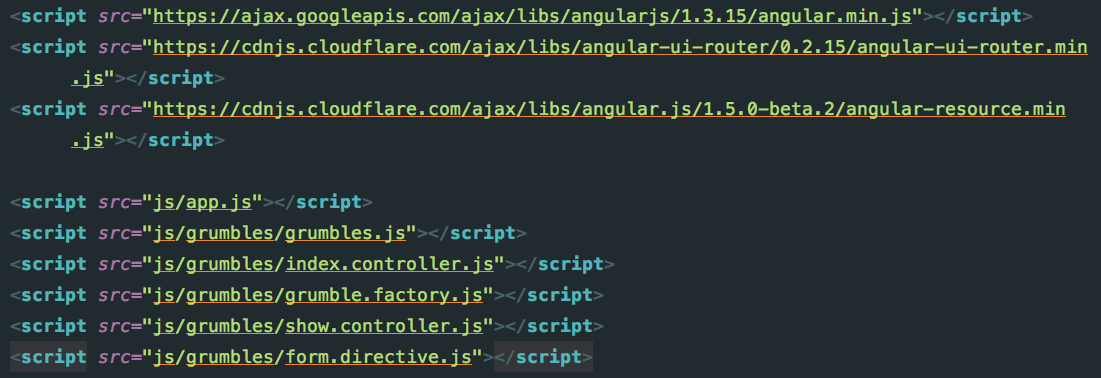 <script src="https://ajax.googleapis.com/ajax/libs/angularjs/1.3.15/angular.min.js"></script>
<script src="https://cdnjs.cloudflare.com/ajax/libs/angular-ui-router/0.2.15/angular-ui-router.min
.js"></script>
<script src="https://cdnjs.cloudflare.com/ajax/libs/angular.js/1.5.0-beta.2/angular-resource.min
.js"></script>
<script src="js/app.js"></script>
<script src="js/grumbles/grumbles.js"></script>
<script src="js/grumbles/index.controller.js"></script>
<script src="js/grumbles/grumble.factory.js"></script>
<script src="js/grumbles/show.controller.js"></script>
<script src="js/grumbles/form.directive.js"></script>